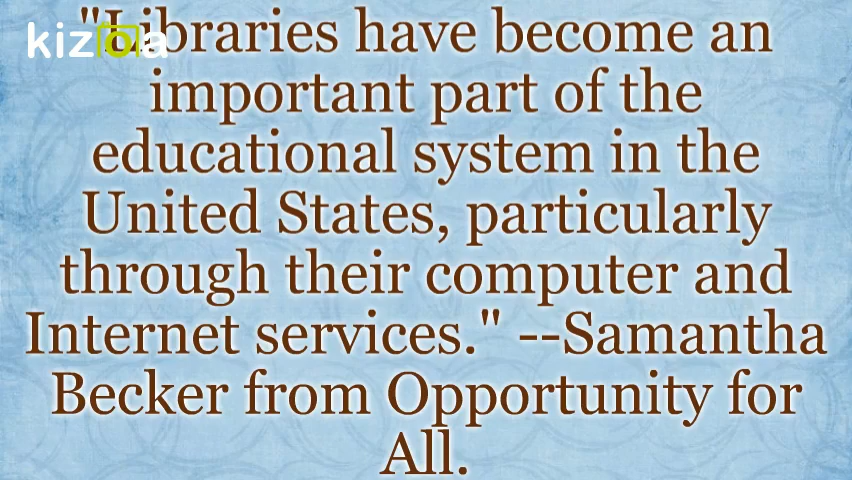 "Libraries have become an
kizoa
important part of the
educational system in the
United States, particularly
through their computer and
Internet services." --Samantha
Becker from Opportunity for
All.